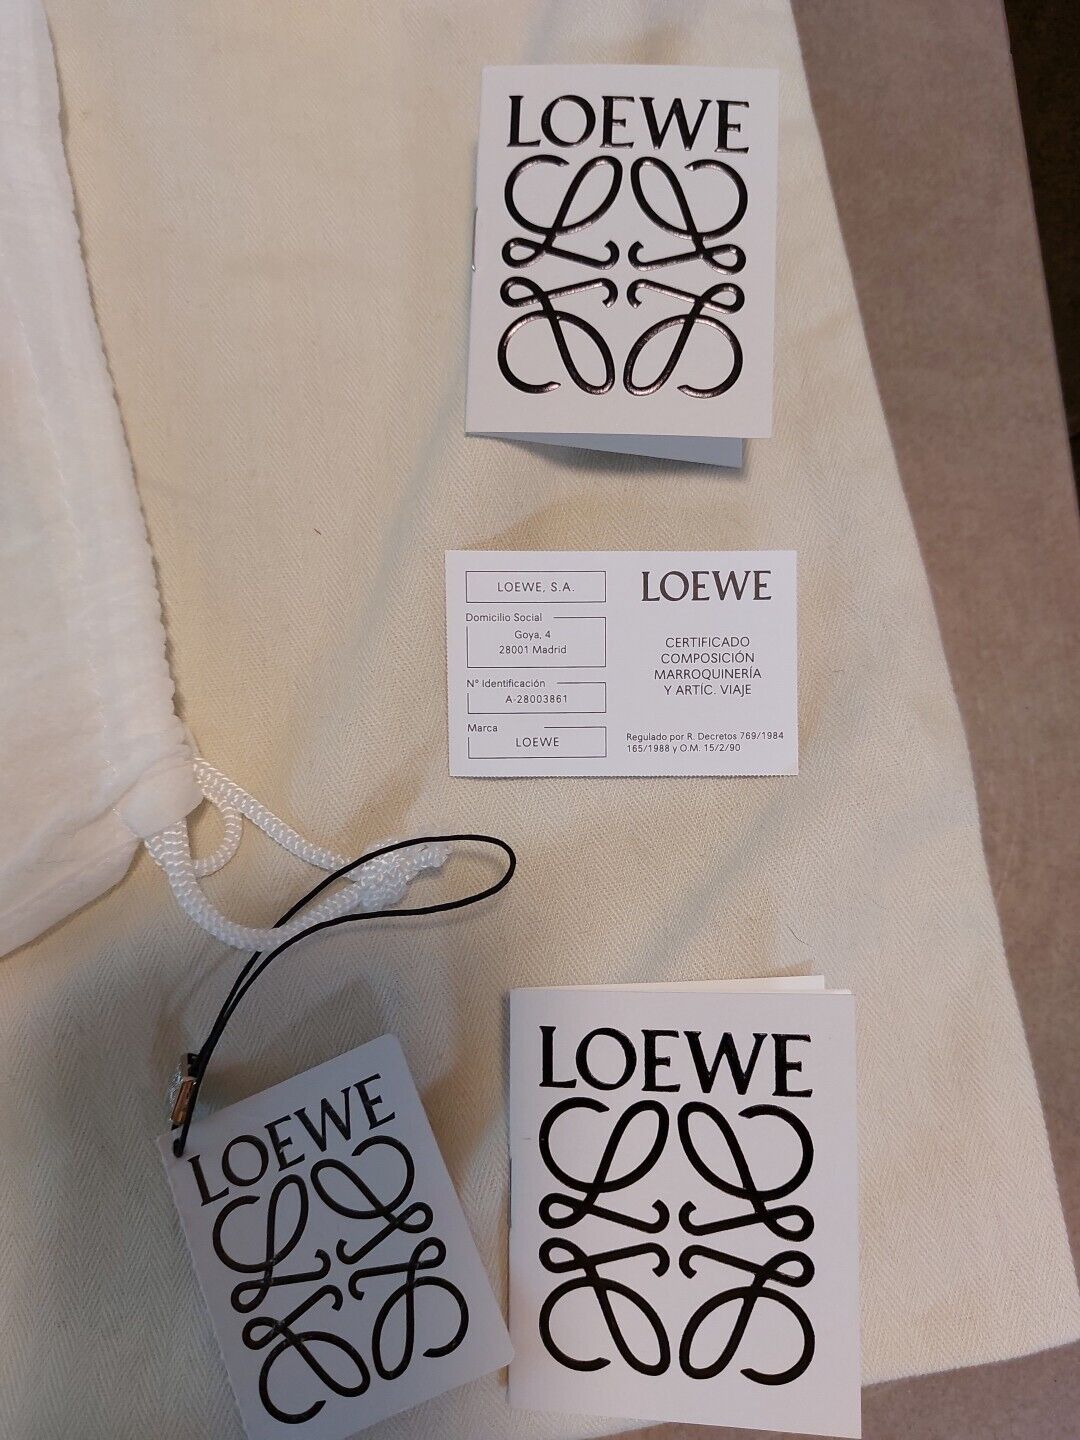 LOEWE
LOEWE, S.A.
Domicilio Social
Goya, 4
28001 Madrid
Nº Identificación
A-28003861
Marca
LOEWE
LOEWE
CERTIFICADO
COMPOSICIÓN
MARROQUINERÍA
Y ARTÍC. VIAJE
Regulado por R. Decretos 769/1984
165/1988 y O.M. 15/2/90
LOEWE
LOEWE